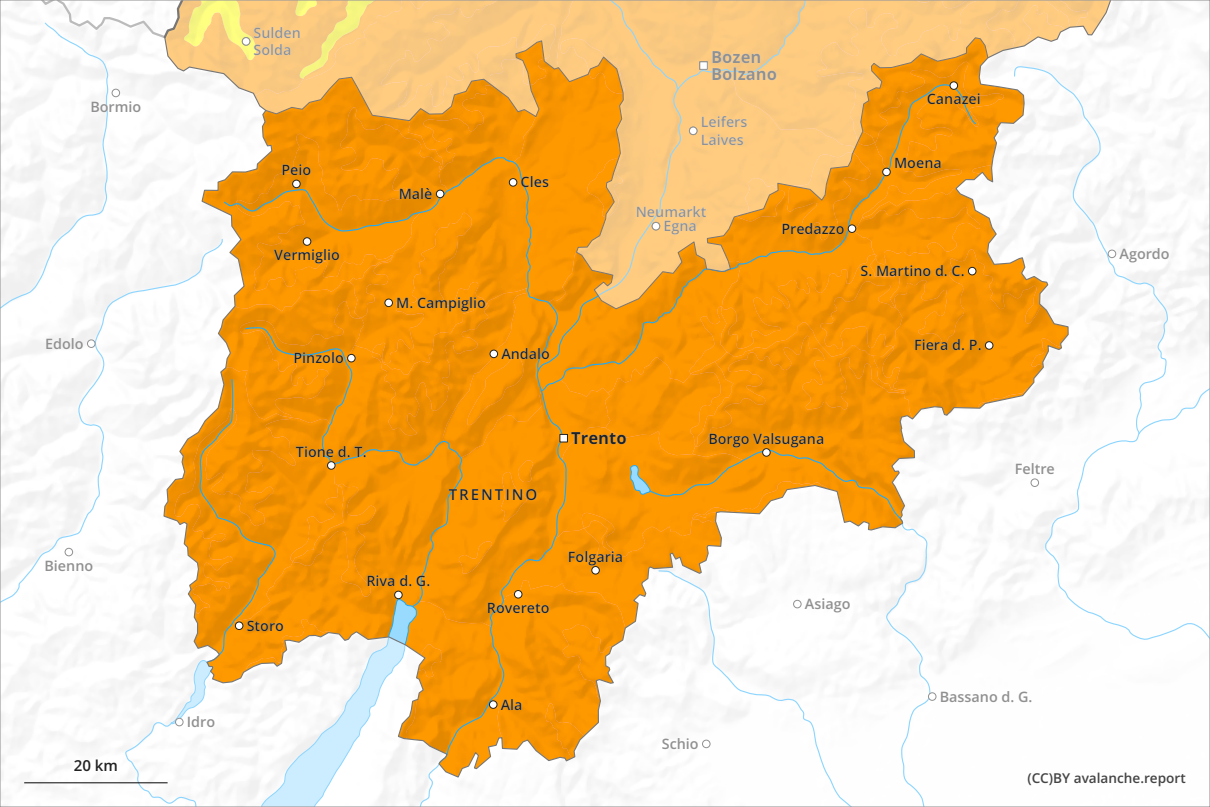 Sulden
Solda
Bozen
Bolzano
Bormio
Canazei
Leifers
Laives
Moena
Peio
Malè
Cles
Neumarkt
Egna
Predazzo
Vermiglio
Agordo
S. Martino d. C.
M. Campiglio
Edolo
Pinzolo
Andalo
Fiera d. P.
Trento
Borgo Valsugana
Tione d. T.
Feltre
TRENTINO
Bienno
Folgaria
Riva d. G.
Rovereto
Asiago
Storo
Bassano d. G.
Ala
Idro
Schio
20 km
(CC)BY avalanche.report